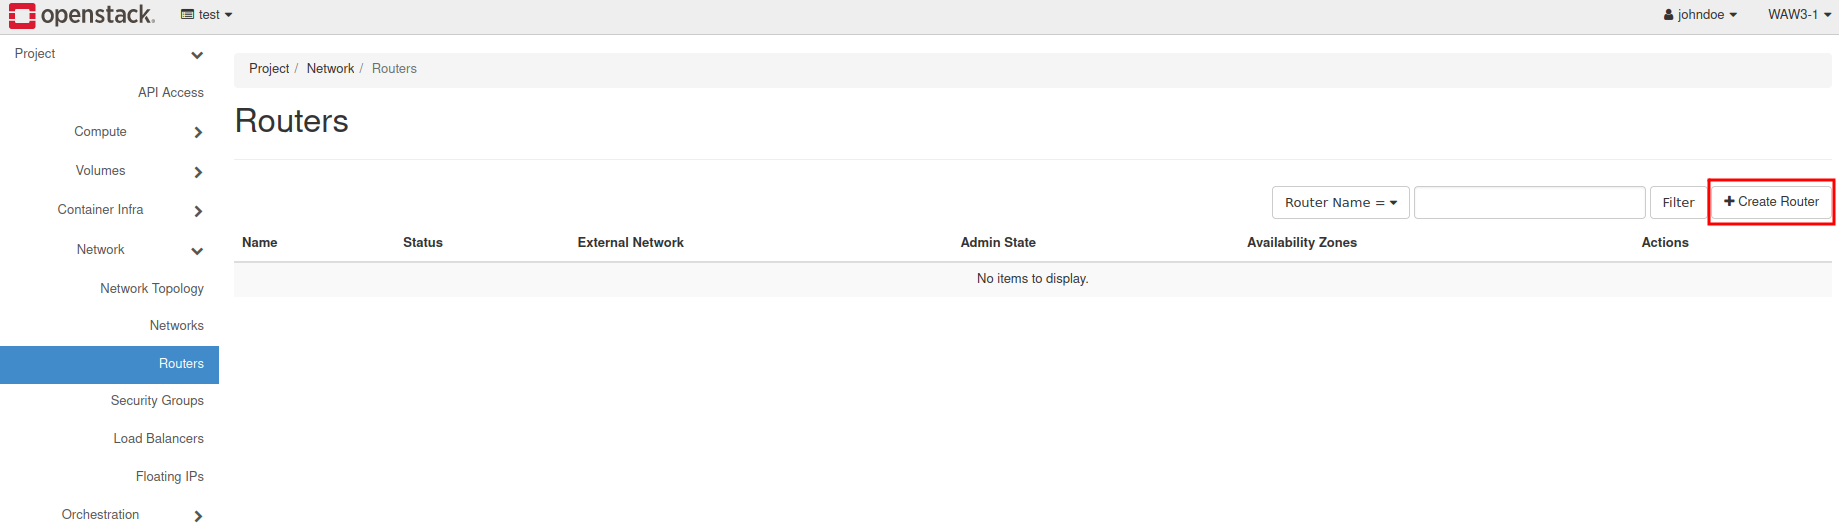 openstack. test johndoe WAW3-1
Project
API Access
Compute
Volumes
Container Infra
Network
Network Topology
Networks
Routers
Security Groups
Load Balancers
Floating IPs
Orchestration
Project / Network / Routers
Routers
Router Name = Filter + Create Router
Name Status External Network Admin State Availability Zones Actions
No items to display.